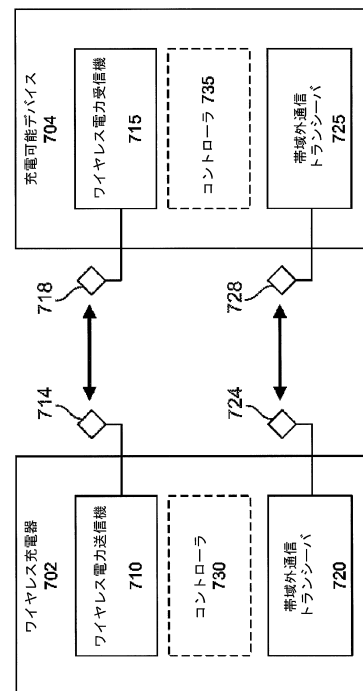 ワイヤレス充電器
702
ワイヤレス電力送信機
710
コントローラ
730
帯域外通信
トランシーバ
720
714
724
718
728
充電可能デバイス
704
ワイヤレス電力受信機
715
コントローラ 735
帯域外通信
トランシーバ
725